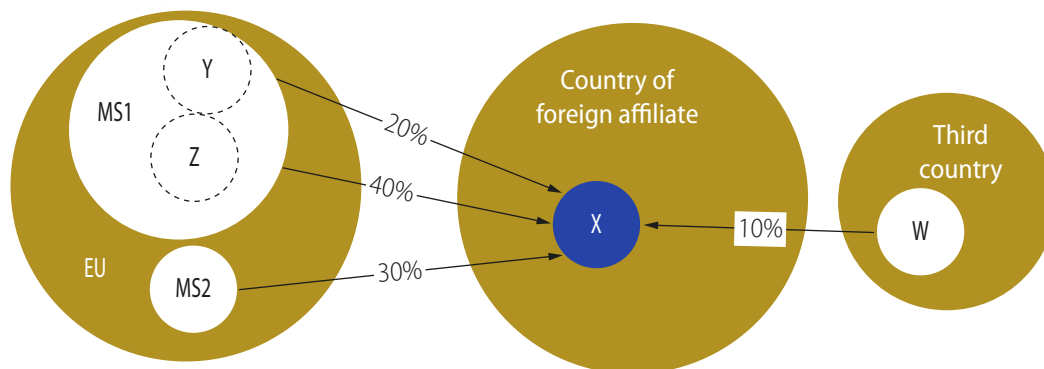 Y
MS1
Z
EU
MS2
20%
40%
30%
Country of
foreign affiliate
X
10%
Third
country
W